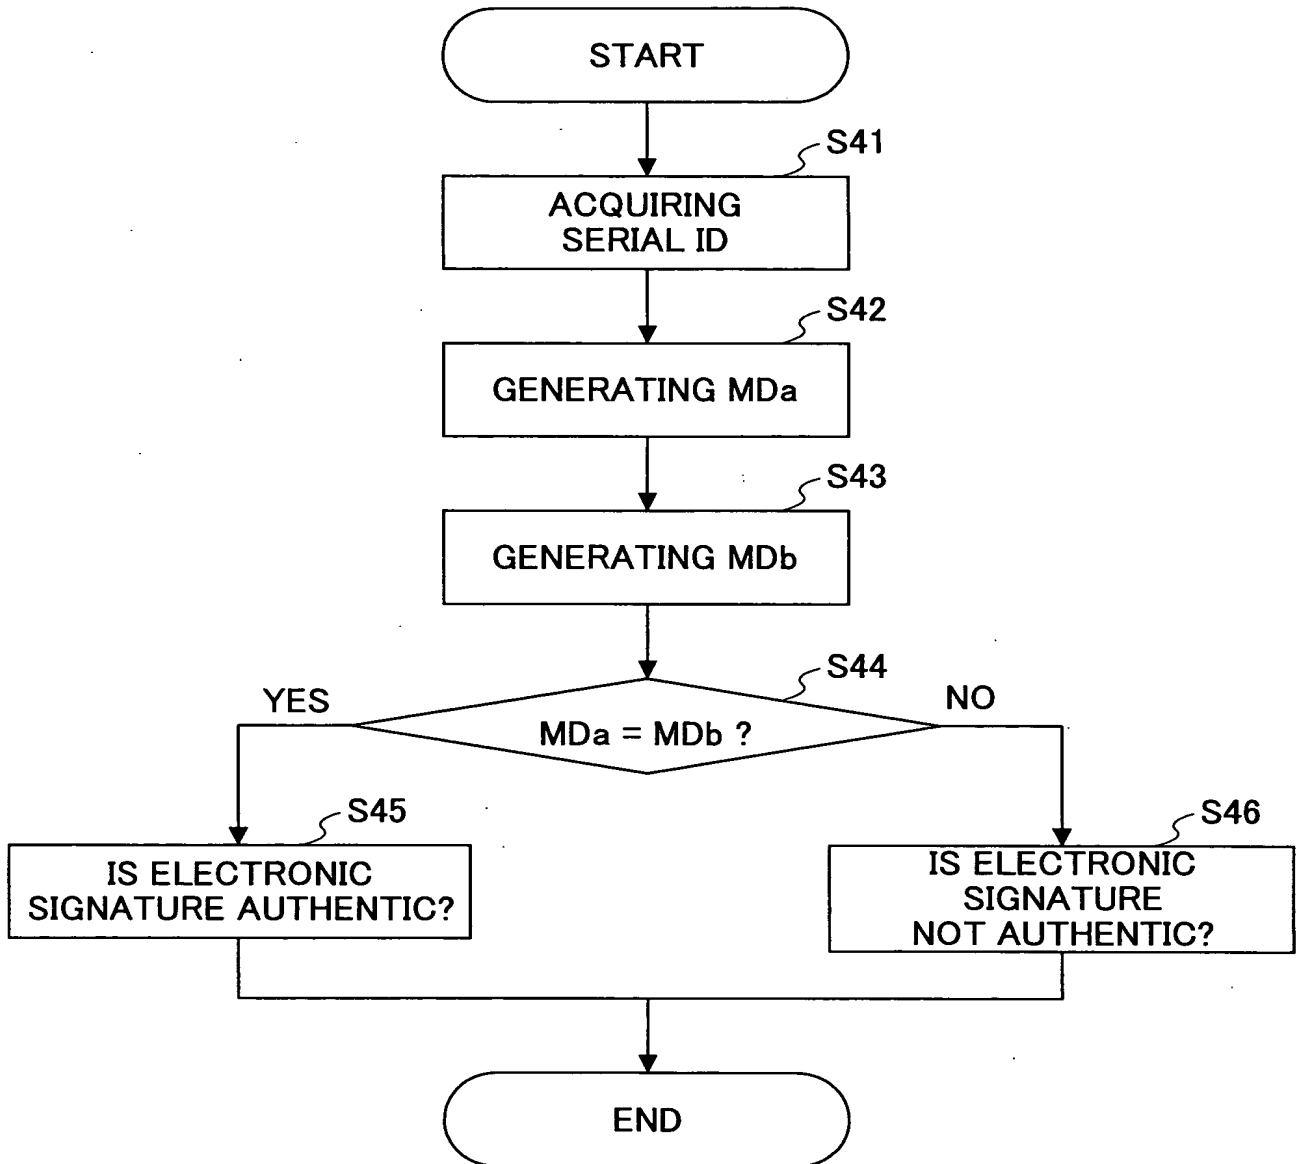 START
S41
ACQUIRING
SERIAL ID
S42
GENERATING MDa
S43
GENERATING MDb
S44
YES
NO
MDa = MDb ?
S45
IS ELECTRONIC
SIGNATURE AUTHENTIC?
S46
IS ELECTRONIC
SIGNATURE
NOT AUTHENTIC?
END